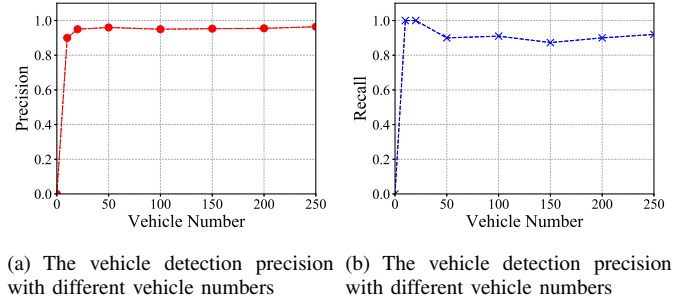 1.0
0.8
0.6
0.4
0.2
0.0
Precision
0 50 100 150 200 250
Vehicle Number
(a) The vehicle detection precision
with different vehicle numbers
1.0
0.8
0.6
0.4
0.2
0.0
Recall
0 50 100 150 200 250
Vehicle Number
(b) The vehicle detection precision
with different vehicle numbers